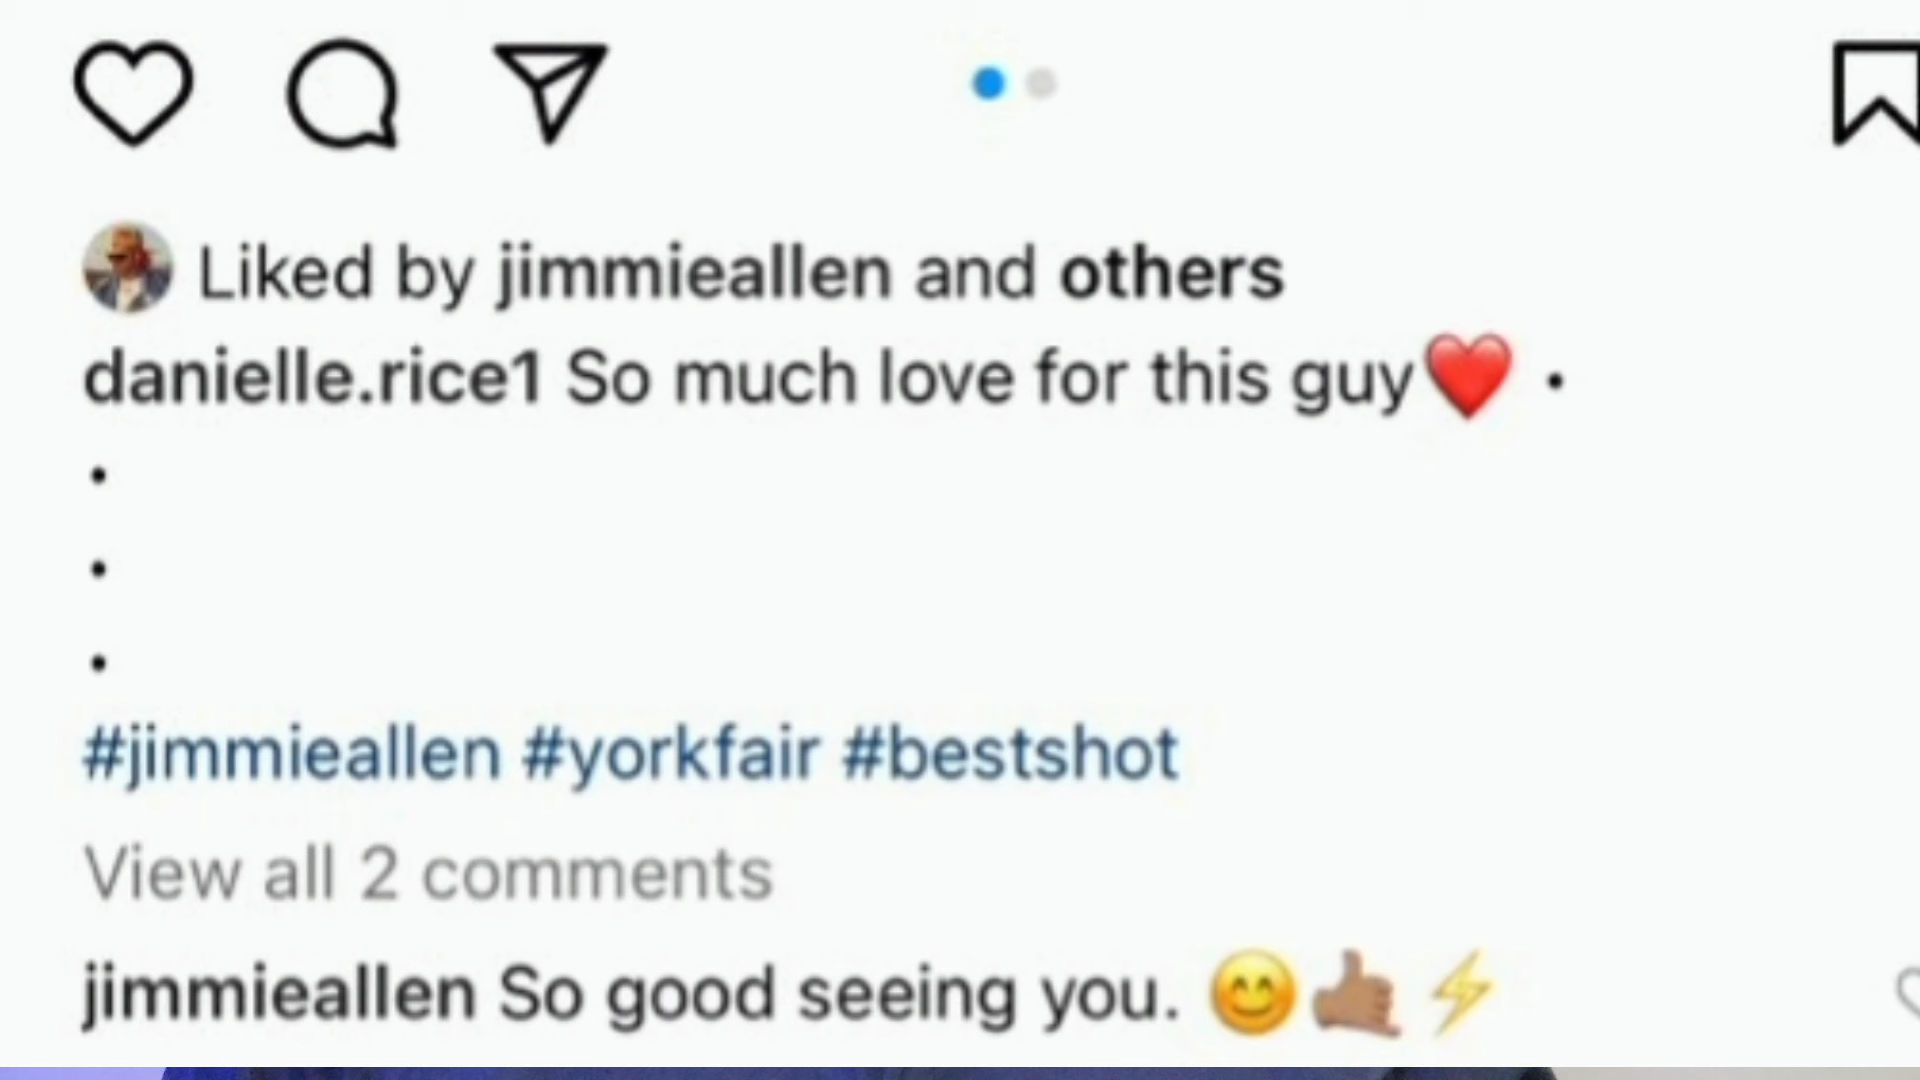 Liked by jimmieallen and others
danielle.rice1 So much love for this guy❤️ .
.
.
.
#jimmieallen #yorkfair #bestshot
View all 2 comments
jimmieallen So good seeing you. 😊🤙🏽⚡